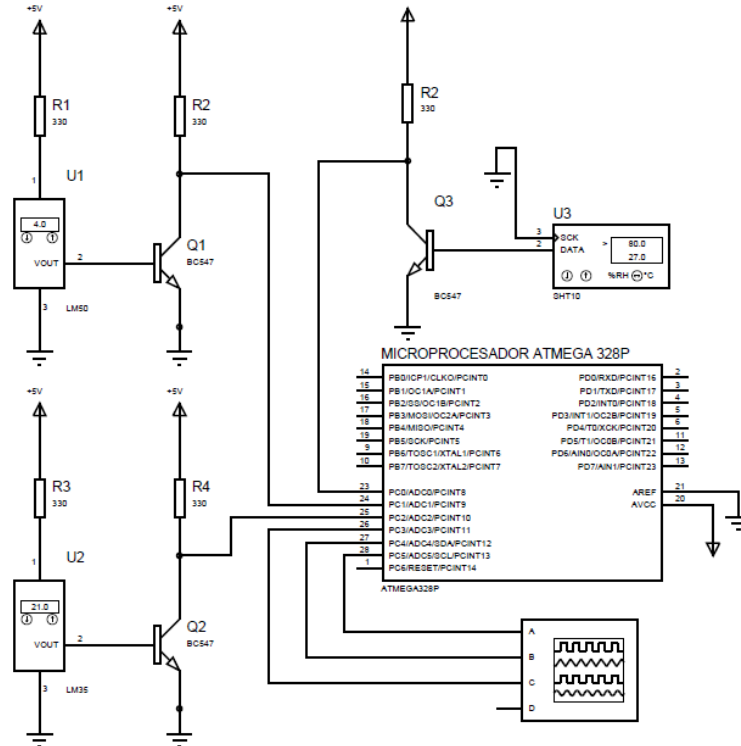 +5V
+5V
R1
330
R2
330
R2
330
U1
1
4.0
VOUT
2
3
LM50
Q1
BC547
Q3
BC547
U3
3
SCK
2
DATA
> 80.0
27.0
%RH °C
SHT10
+5V
+5V
R3
330
R4
330
U2
1
21.0
VOUT
2
3
LM35
Q2
BC547
MICROPROCESADOR ATMEGA 328P
14 PB0/ICP1/CLKO/PCINT0 PD0/RXD/PCINT16 2
15 PB1/OC1A/PCINT1 PD1/TXD/PCINT17 3
16 PB2/SS/OC1B/PCINT2 PD2/INT0/PCINT18 4
17 PB3/MOSI/OC2A/PCINT3 PD3/INT1/OC2B/PCINT19 5
18 PB4/MISO/PCINT4 PD4/T0/XCK/PCINT20 6
19 PB5/SCK/PCINT5 PD5/T1/OC0B/PCINT21 11
9 PB6/TOSC1/XTAL1/PCINT6 PD6/AIN0/OC0A/PCINT22 12
10 PB7/TOSC2/XTAL2/PCINT7 PD7/AIN1/PCINT23 13
23 PC0/ADC0/PCINT8 AREF 21
24 PC1/ADC1/PCINT9 AVCC 20
25 PC2/ADC2/PCINT10
26 PC3/ADC3/PCINT11
27 PC4/ADC4/SDA/PCINT12
28 PC5/ADC5/SCL/PCINT13
1 PC6/RESET/PCINT14
ATMEGA328P
A
B
C
D